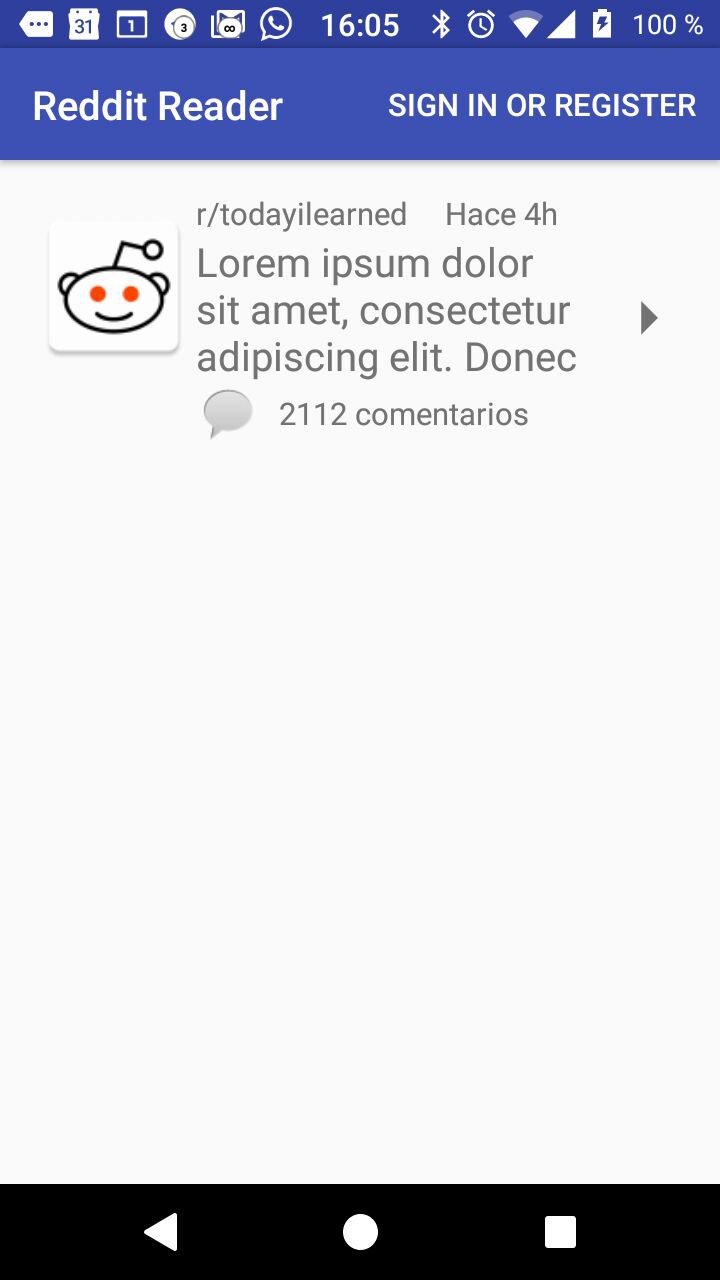 31 1 3 ∞ 16:05 100 %
Reddit Reader SIGN IN OR REGISTER
r/todayilearned Hace 4h
Lorem ipsum dolor
sit amet, consectetur
adipiscing elit. Donec
2112 comentarios